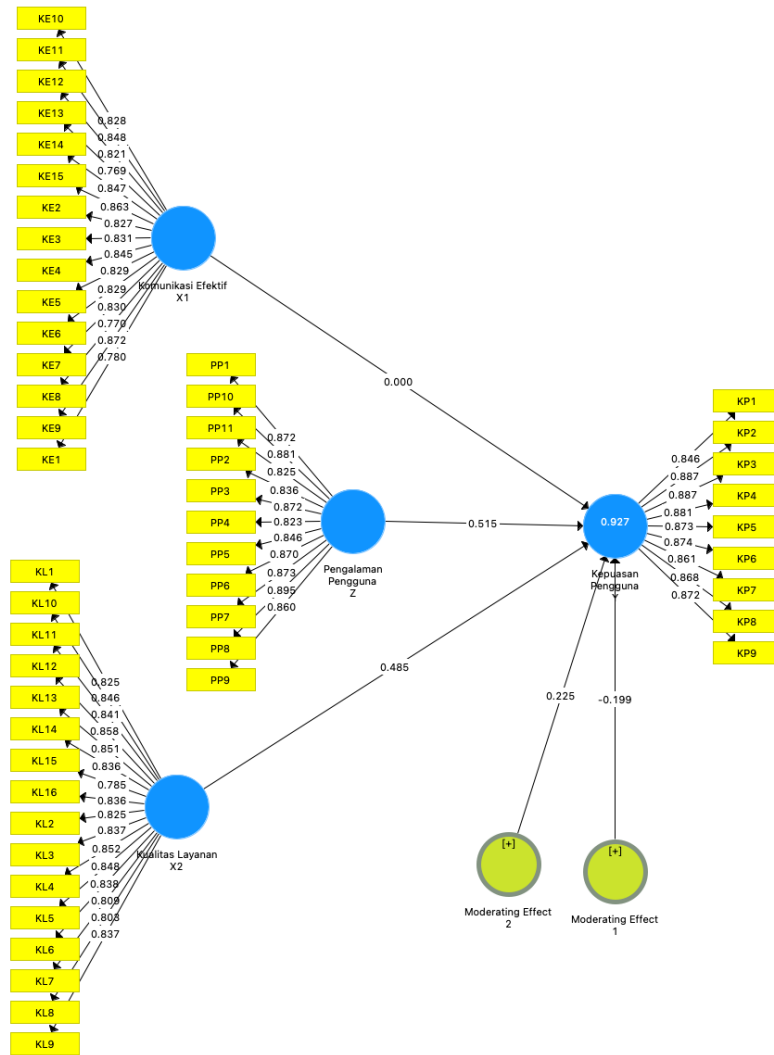 KE10
KE11
KE12
KE13
KE14
KE15
KE2
KE3
KE4
KE5
KE6
KE7
KE8
KE9
KE1
0.828
0.848
0.821
0.769
0.847
0.863
0.827
0.831
0.845
0.829
0.829
0.830
0.770
0.872
0.780
Komunikasi Efektif
X1
0.000
PP1
PP10
PP11
PP2
PP3
PP4
PP5
PP6
PP7
PP8
PP9
0.872
0.881
0.825
0.836
0.872
0.823
0.846
0.870
0.873
0.895
0.860
Pengalaman
Pengguna
Z
0.515
KL1
KL10
KL11
KL12
KL13
KL14
KL15
KL16
KL2
KL3
KL4
KL5
KL6
KL7
KL8
KL9
0.825
0.846
0.841
0.858
0.851
0.836
0.785
0.836
0.825
0.837
0.852
0.848
0.838
0.809
0.803
0.837
Kualitas Layanan
X2
0.485
0.927
Kepuasan
Pengguna
0.846
0.887
0.887
0.881
0.873
0.874
0.861
0.868
0.872
KP1
KP2
KP3
KP4
KP5
KP6
KP7
KP8
KP9
0.225
-0.199
[+]
Moderating Effect
2
[+]
Moderating Effect
1